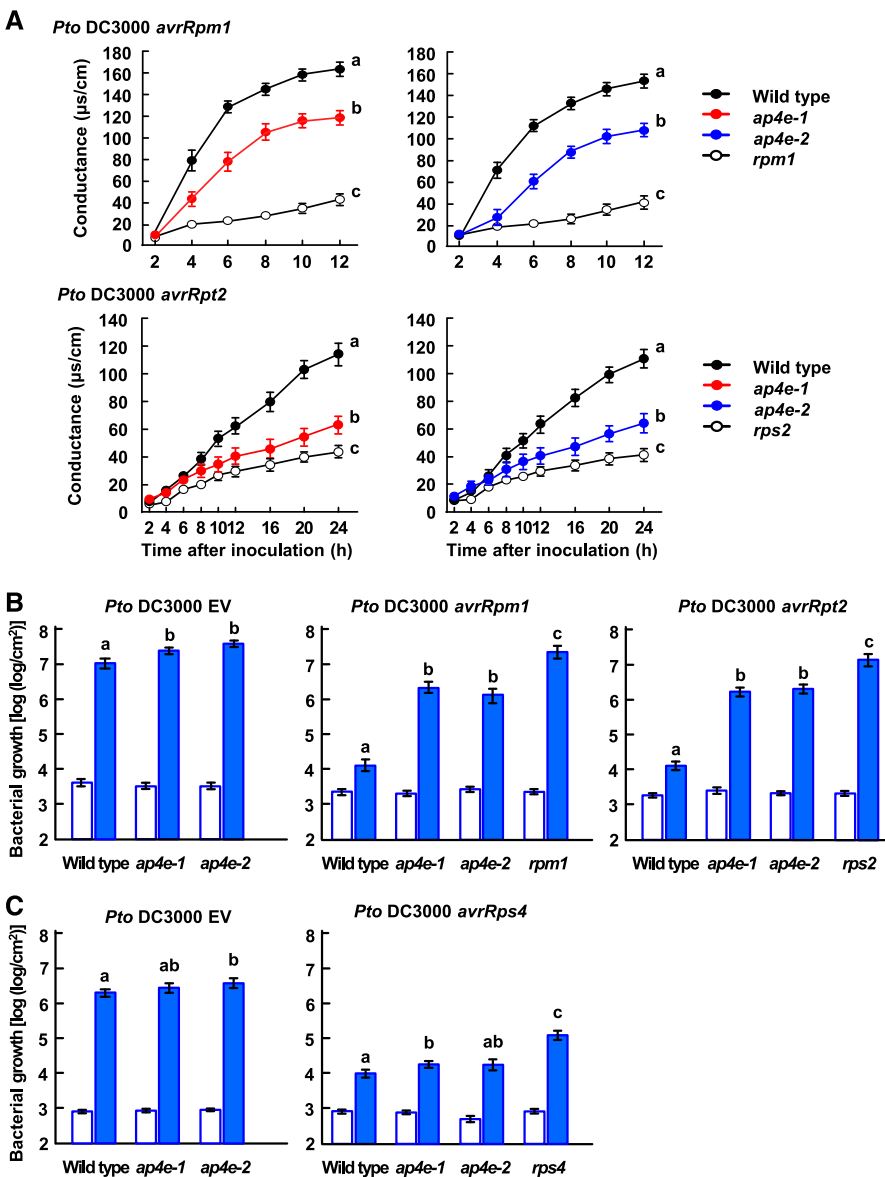 A
Pto DC3000 avrRpm1
Conductance (µs/cm)
180
160
140
120
100
80
60
40
20
0
2 4 6 8 10 12
a
b
c
180
160
140
120
100
80
60
40
20
0
2 4 6 8 10 12
a
b
c
Wild type
ap4e-1
ap4e-2
rpm1
Pto DC3000 avrRpt2
Conductance (µs/cm)
140
120
100
80
60
40
20
0
2 4 6 8 10 12 16 20 24
Time after inoculation (h)
a
b
c
140
120
100
80
60
40
20
0
2 4 6 8 10 12 16 20 24
Time after inoculation (h)
a
b
c
Wild type
ap4e-1
ap4e-2
rps2
B
Pto DC3000 EV
Bacterial growth [log (log/cm²)]
8
7
6
5
4
3
2
a b b
Wild type ap4e-1 ap4e-2
Pto DC3000 avrRpm1
8
7
6
5
4
3
2
a b b c
Wild type ap4e-1 ap4e-2 rpm1
Pto DC3000 avrRpt2
8
7
6
5
4
3
2
a b b c
Wild type ap4e-1 ap4e-2 rps2
C
Pto DC3000 EV
Bacterial growth [log (log/cm²)]
8
7
6
5
4
3
2
a ab b
Wild type ap4e-1 ap4e-2
Pto DC3000 avrRps4
8
7
6
5
4
3
2
a b ab c
Wild type ap4e-1 ap4e-2 rps4